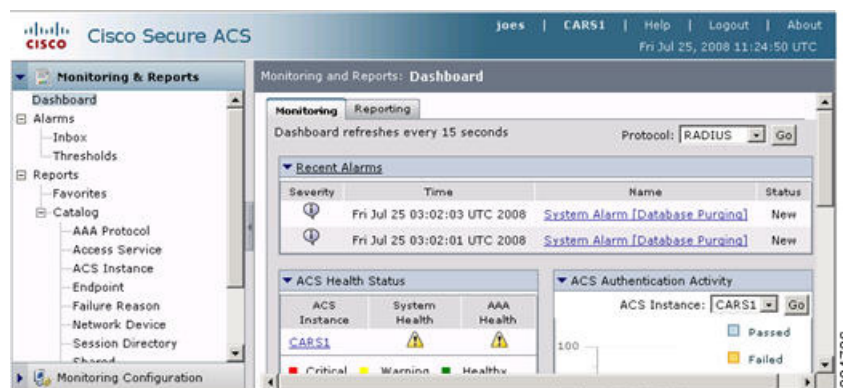 joes | CARS1 | Help | Logout | About
CISCO Cisco Secure ACS
Fri Jul 25, 2008 11:24:50 UTC
Monitoring & Reports
Dashboard
Alarms
Inbox
Thresholds
Reports
Favorites
Catalog
AAA Protocol
Access Service
ACS Instance
Endpoint
Failure Reason
Network Device
Session Directory
Shared
Monitoring Configuration
Monitoring and Reports: Dashboard
Monitoring Reporting
Dashboard refreshes every 15 seconds Protocol: RADIUS Go
Recent Alarms
Severity Time Name Status
Fri Jul 25 03:02:03 UTC 2008 System Alarm [Database Purging] New
Fri Jul 25 03:02:01 UTC 2008 System Alarm [Database Purging] New
ACS Health Status
ACS Instance System Health AAA Health
CARS1
Critical Warning Healthy
ACS Authentication Activity
ACS Instance: CARS1 Go
Passed
100
Failed